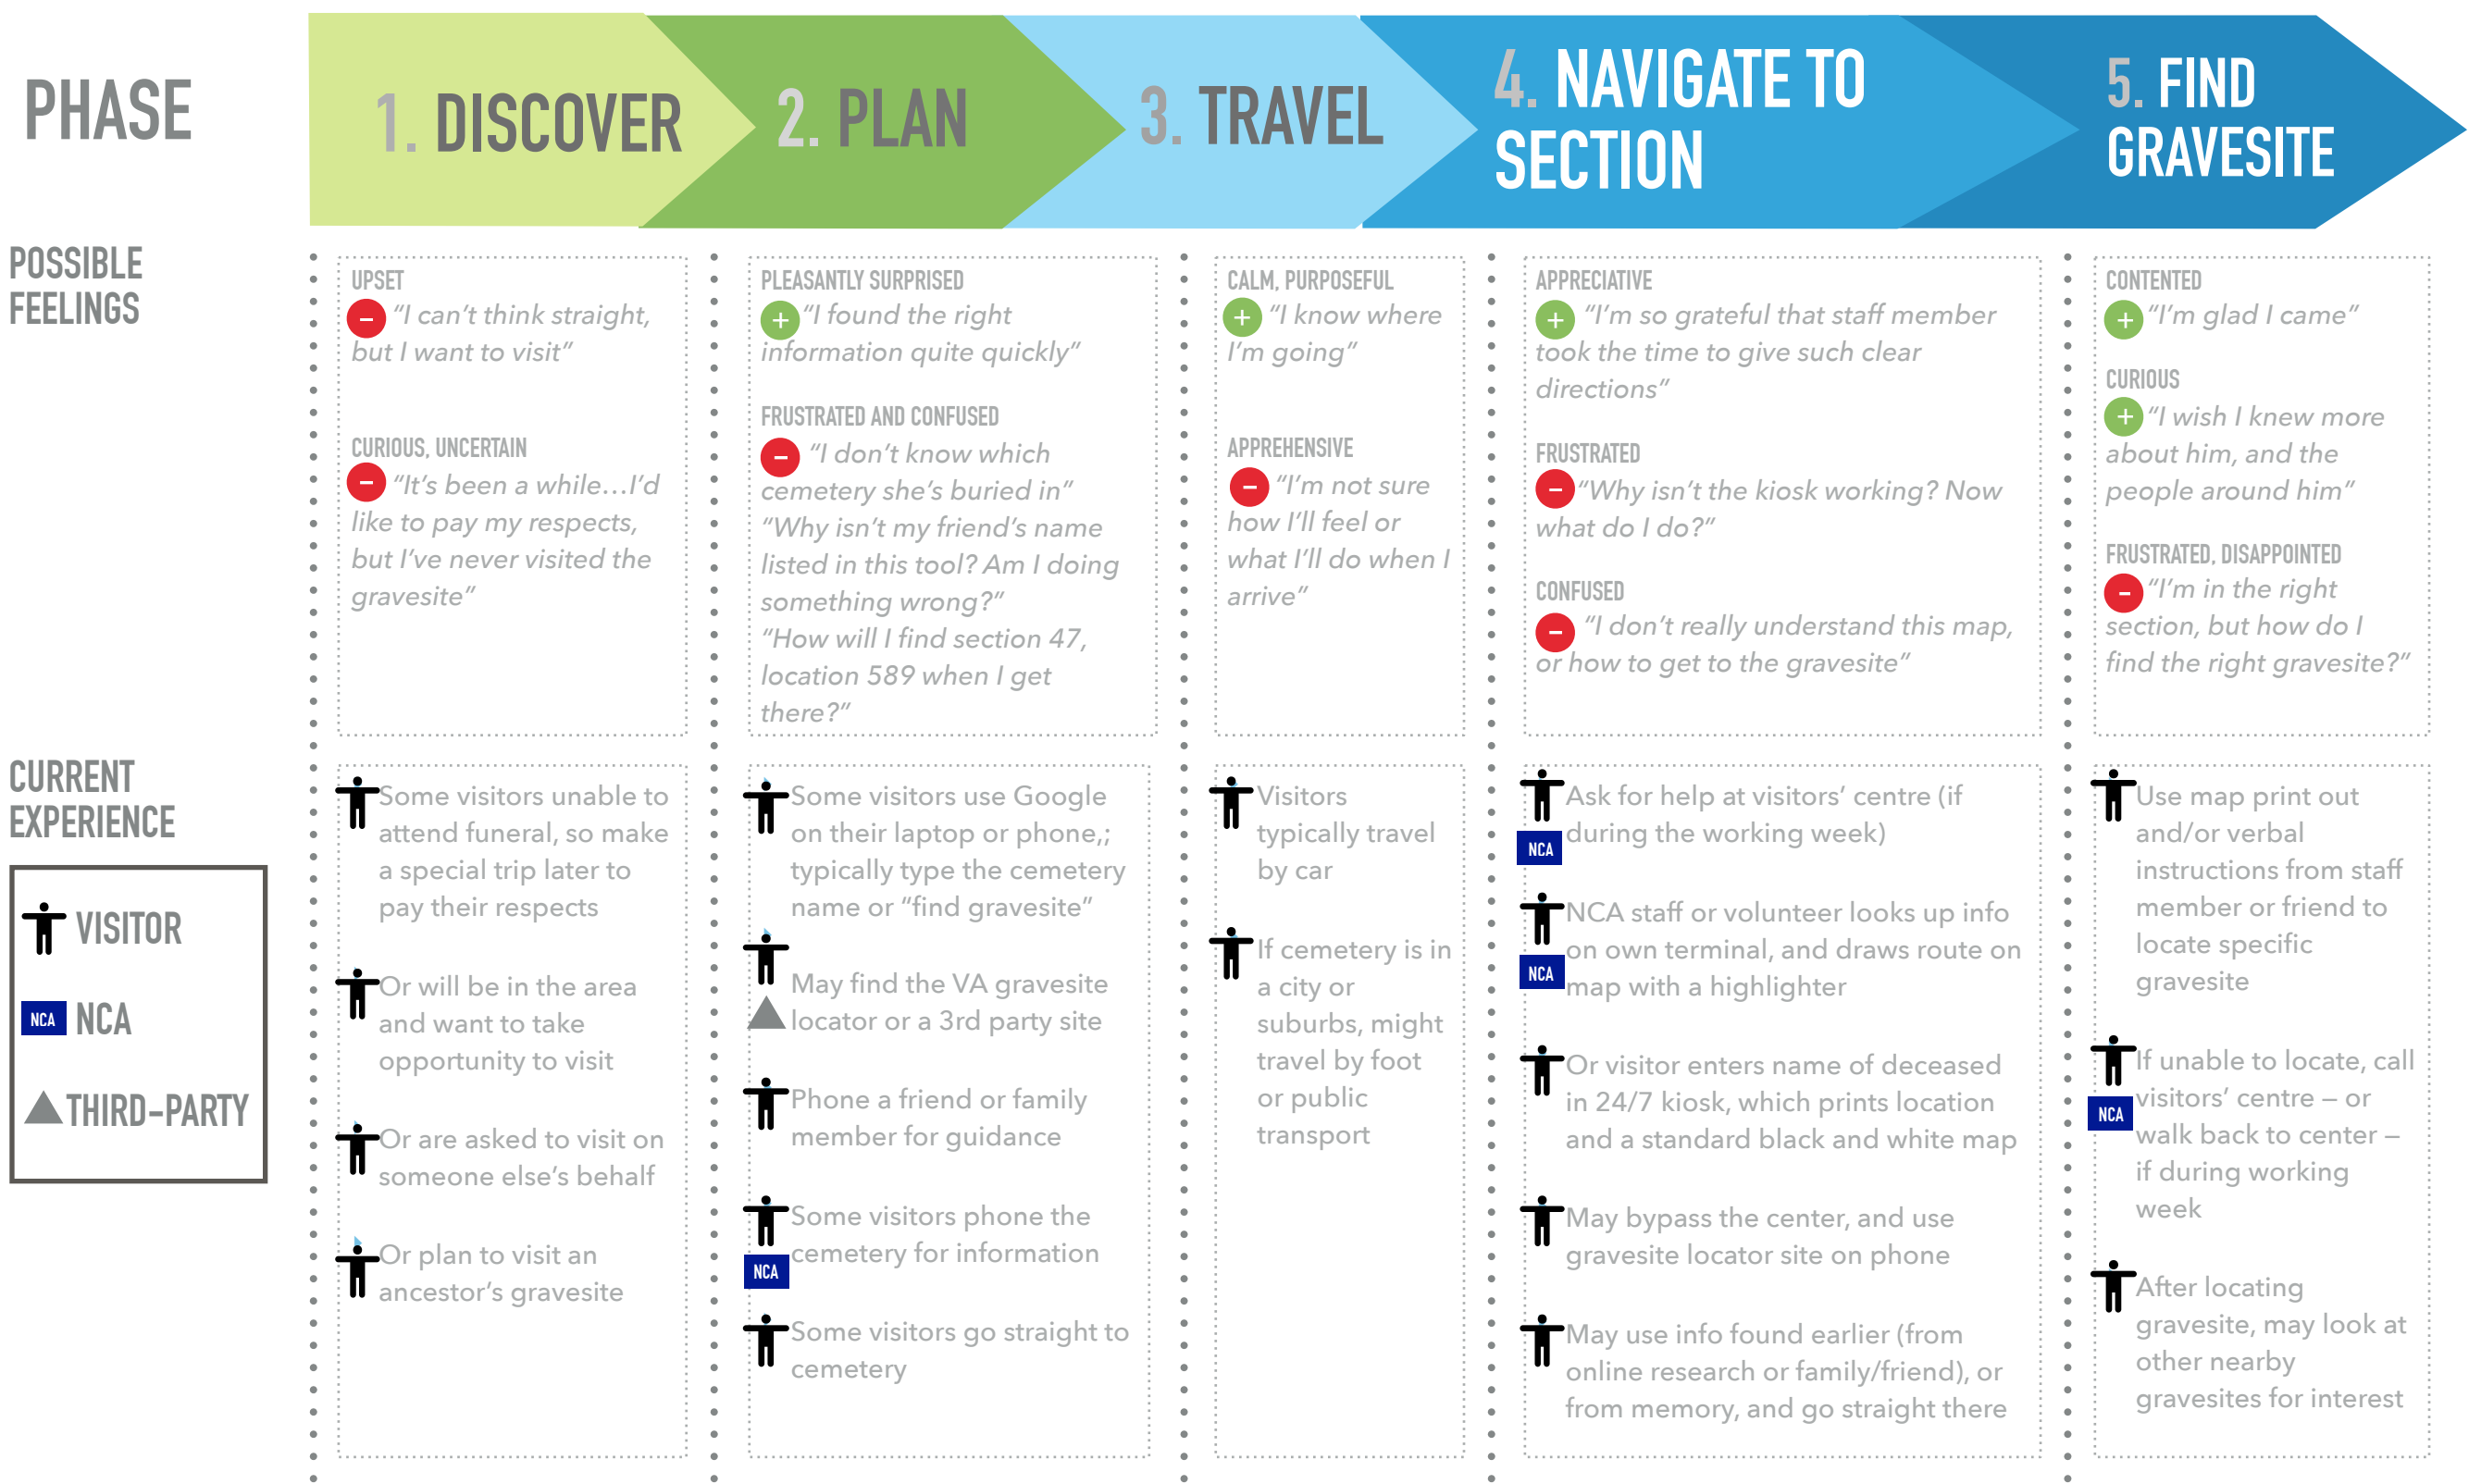 PHASE
1. DISCOVER
2. PLAN
3. TRAVEL
4. NAVIGATE TO
SECTION
5. FIND
GRAVESITE
POSSIBLE
FEELINGS
UPSET
– “I can’t think straight,
but I want to visit”
CURIOUS, UNCERTAIN
– “It’s been a while…I’d
like to pay my respects,
but I’ve never visited the
gravesite”
PLEASANTLY SURPRISED
+ “I found the right
information quite quickly”
FRUSTRATED AND CONFUSED
– “I don’t know which
cemetery she’s buried in”
“Why isn’t my friend’s name
listed in this tool? Am I doing
something wrong?”
“How will I find section 47,
location 589 when I get
there?”
CALM, PURPOSEFUL
+ “I know where
I’m going”
APPREHENSIVE
– “I’m not sure
how I’ll feel or
what I’ll do when I
arrive”
APPRECIATIVE
+ “I’m so grateful that staff member
took the time to give such clear
directions”
FRUSTRATED
– “Why isn’t the kiosk working? Now
what do I do?”
CONFUSED
– “I don’t really understand this map,
or how to get to the gravesite”
CONTENTED
+ “I’m glad I came”
CURIOUS
+ “I wish I knew more
about him, and the
people around him”
FRUSTRATED, DISAPPOINTED
– “I’m in the right
section, but how do I
find the right gravesite?”
CURRENT
EXPERIENCE
VISITOR
NCA NCA
THIRD-PARTY
Some visitors unable to
attend funeral, so make
a special trip later to
pay their respects
Or will be in the area
and want to take
opportunity to visit
Or are asked to visit on
someone else’s behalf
Or plan to visit an
ancestor’s gravesite
Some visitors use Google
on their laptop or phone,;
typically type the cemetery
name or “find gravesite”
May find the VA gravesite
locator or a 3rd party site
Phone a friend or family
member for guidance
Some visitors phone the
cemetery for information
NCA
Some visitors go straight to
cemetery
Visitors
typically travel
by car
If cemetery is in
a city or
suburbs, might
travel by foot
or public
transport
Ask for help at visitors’ centre (if
during the working week)
NCA
NCA staff or volunteer looks up info
on own terminal, and draws route on
NCA
map with a highlighter
Or visitor enters name of deceased
in 24/7 kiosk, which prints location
and a standard black and white map
May bypass the center, and use
gravesite locator site on phone
May use info found earlier (from
online research or family/friend), or
from memory, and go straight there
Use map print out
and/or verbal
instructions from staff
member or friend to
locate specific
gravesite
If unable to locate, call
visitors’ centre – or
NCA
walk back to center –
if during working
week
After locating
gravesite, may look at
other nearby
gravesites for interest